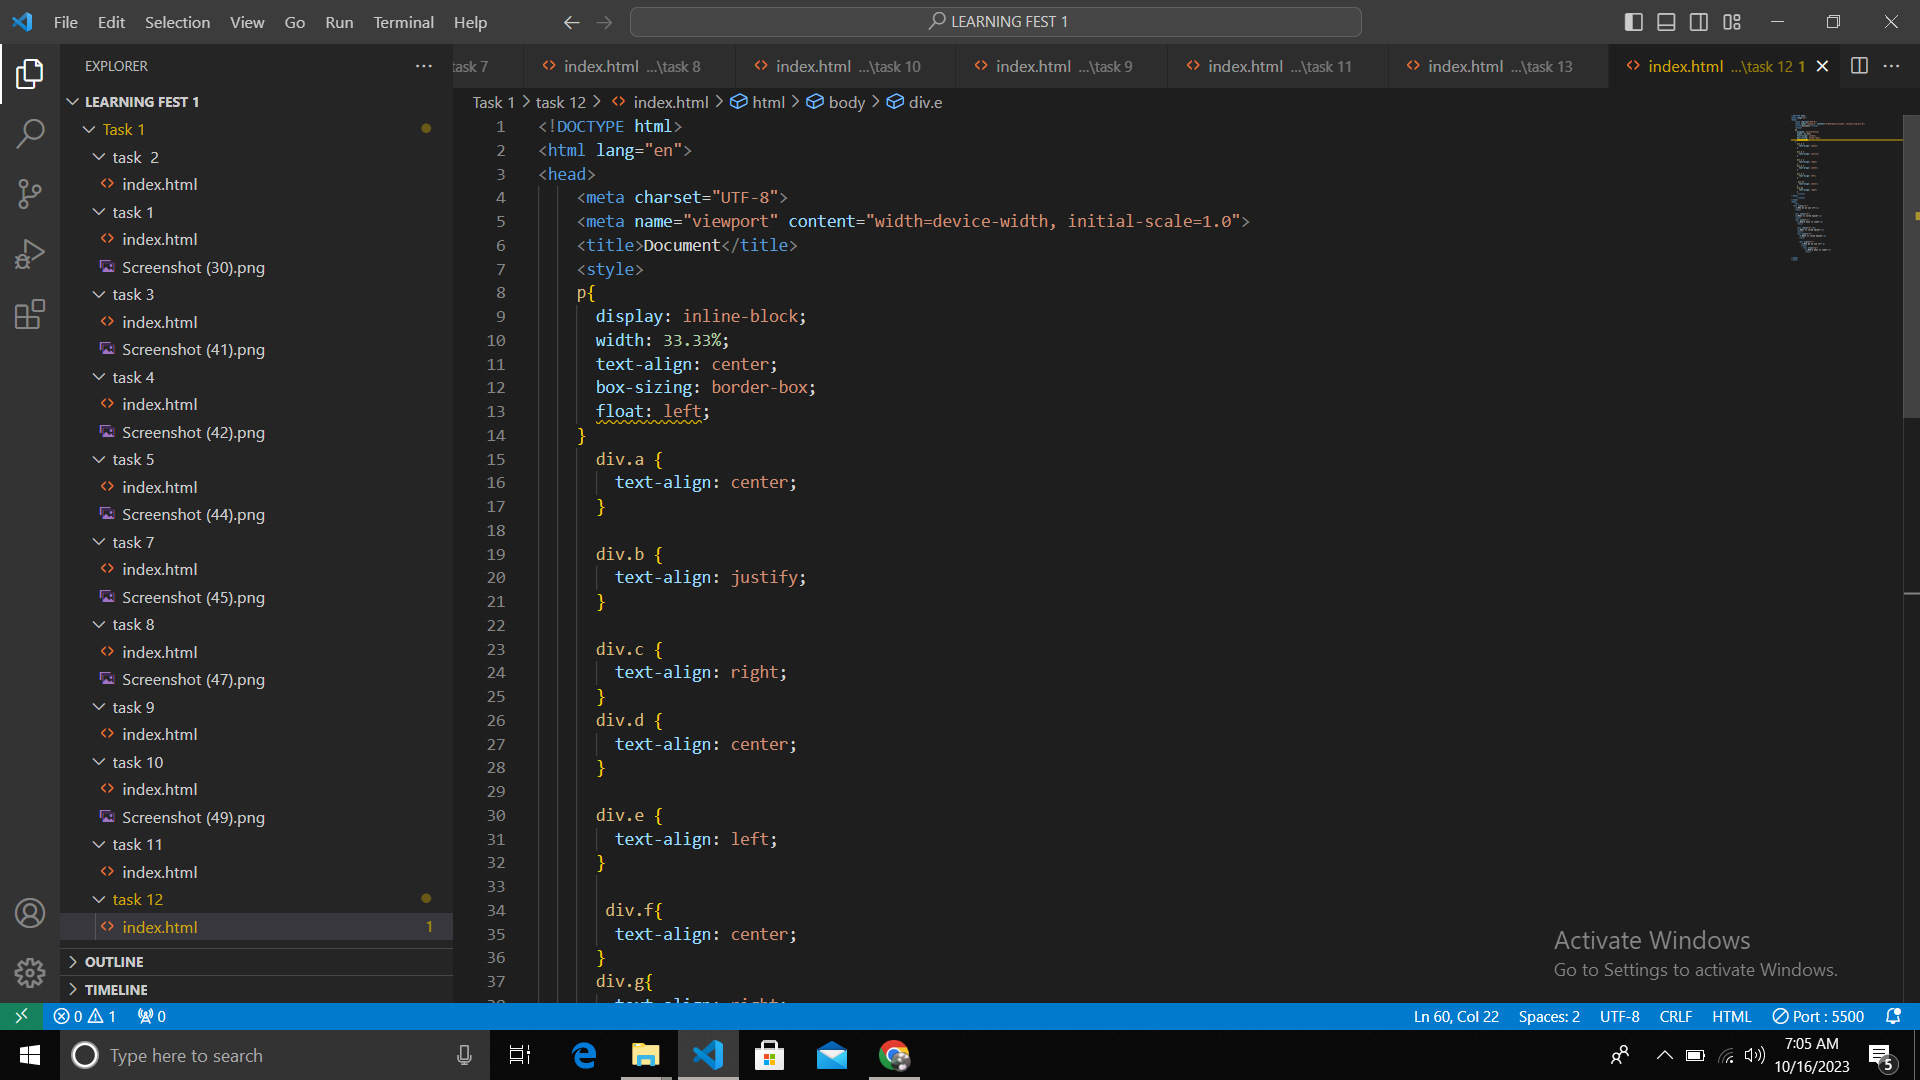 File Edit Selection View Go Run Terminal Help
LEARNING FEST 1
EXPLORER
task 7 index.html ...\task 8 index.html ...\task 10 index.html ...\task 9 index.html ...\task 11 index.html ...\task 13 index.html ...\task 12 1
LEARNING FEST 1
Task 1
task 2
index.html
task 1
index.html
Screenshot (30).png
task 3
index.html
Screenshot (41).png
task 4
index.html
Screenshot (42).png
task 5
index.html
Screenshot (44).png
task 7
index.html
Screenshot (45).png
task 8
index.html
Screenshot (47).png
task 9
index.html
task 10
index.html
Screenshot (49).png
task 11
index.html
task 12
index.html 1
OUTLINE
TIMELINE
Task 1 > task 12 > index.html > html > body > div.e
1 <!DOCTYPE html>
2 <html lang="en">
3 <head>
4 <meta charset="UTF-8">
5 <meta name="viewport" content="width=device-width, initial-scale=1.0">
6 <title>Document</title>
7 <style>
8 p{
9 display: inline-block;
10 width: 33.33%;
11 text-align: center;
12 box-sizing: border-box;
13 float: left;
14 }
15 div.a {
16 text-align: center;
17 }
18
19 div.b {
20 text-align: justify;
21 }
22
23 div.c {
24 text-align: right;
25 }
26 div.d {
27 text-align: center;
28 }
29
30 div.e {
31 text-align: left;
32 }
33
34 div.f{
35 text-align: center;
36 }
37 div.g{
38 text-align: right;
Activate Windows
Go to Settings to activate Windows.
0 1 0
Ln 60, Col 22 Spaces: 2 UTF-8 CRLF HTML Port : 5500
Type here to search
7:05 AM
10/16/2023
5